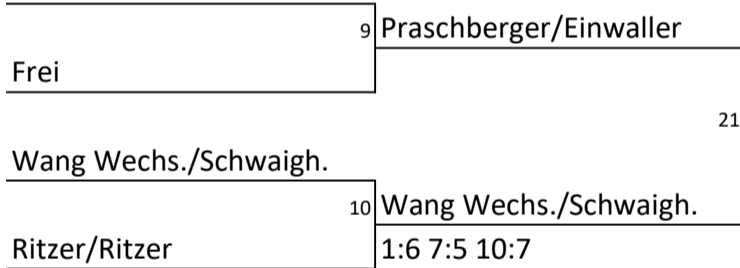 9 Praschberger/Einwaller
Frei
21
Wang Wechs./Schwaigh.
10 Wang Wechs./Schwaigh.
Ritzer/Ritzer 1:6 7:5 10:7